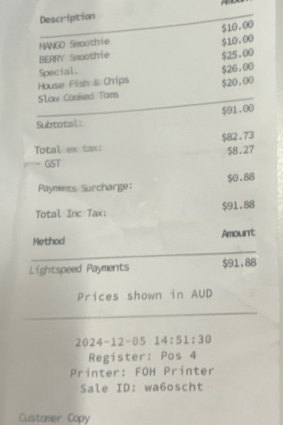 Description Amount
MANGO Smoothie $10.00
BERRY Smoothie $10.00
Special. $25.00
House Fish & Chips $26.00
Slow Cooked Toms $20.00
Subtotal: $91.00
Total ex tax: $82.73
- GST $8.27
Payments Surcharge: $0.88
Total Inc Tax: $91.88
Method Amount
Lightspeed Payments $91.88
Prices shown in AUD
2024-12-05 14:51:30
Register: Pos 4
Printer: FOH Printer
Sale ID: wa6oscht
Customer Copy